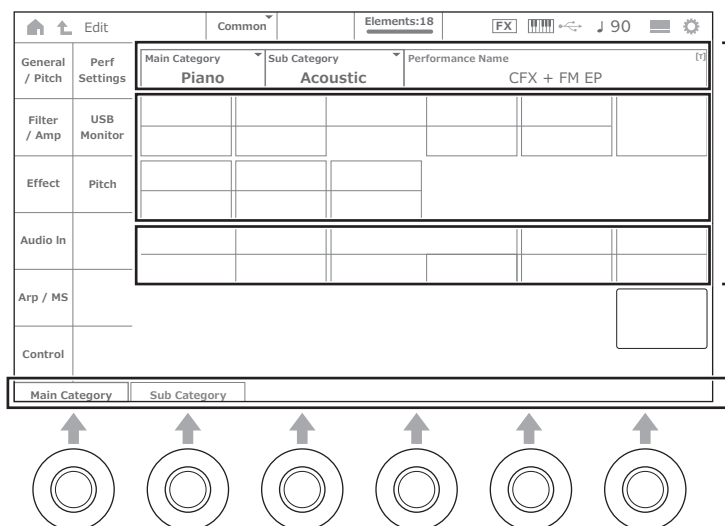 Edit
Common
Elements:18
FX
♩ 90
General / Pitch
Perf Settings
Main Category
Piano
Sub Category
Acoustic
Performance Name
CFX + FM EP
[T]
Filter / Amp
USB Monitor
Effect
Pitch
Audio In
Arp / MS
Control
Main Category
Sub Category